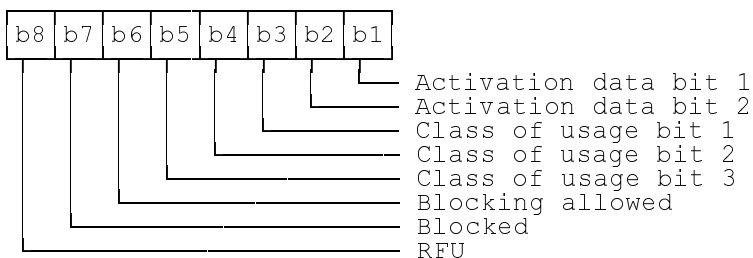 b8 b7 b6 b5 b4 b3 b2 b1
Activation data bit 1
Activation data bit 2
Class of usage bit 1
Class of usage bit 2
Class of usage bit 3
Blocking allowed
Blocked
RFU